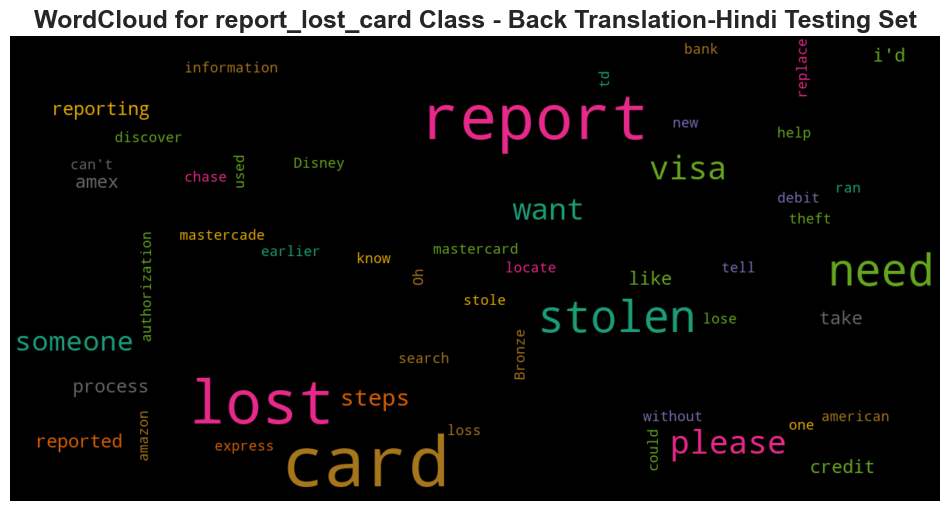 WordCloud for report_lost_card Class - Back Translation-Hindi Testing Set
bank
replace
i'd
information
td
reporting
report
new
help
discover
can't
amex
chase
used
Disney
visa
debit
ran
want
theft
mastercade
earlier
authorization
know
mastercard
Oh
locate
like
tell
need
stole
stolen
lose
take
someone
search
Bronze
process
lost
steps
reported
amazon
express
card
loss
without
could
please
one
american
credit